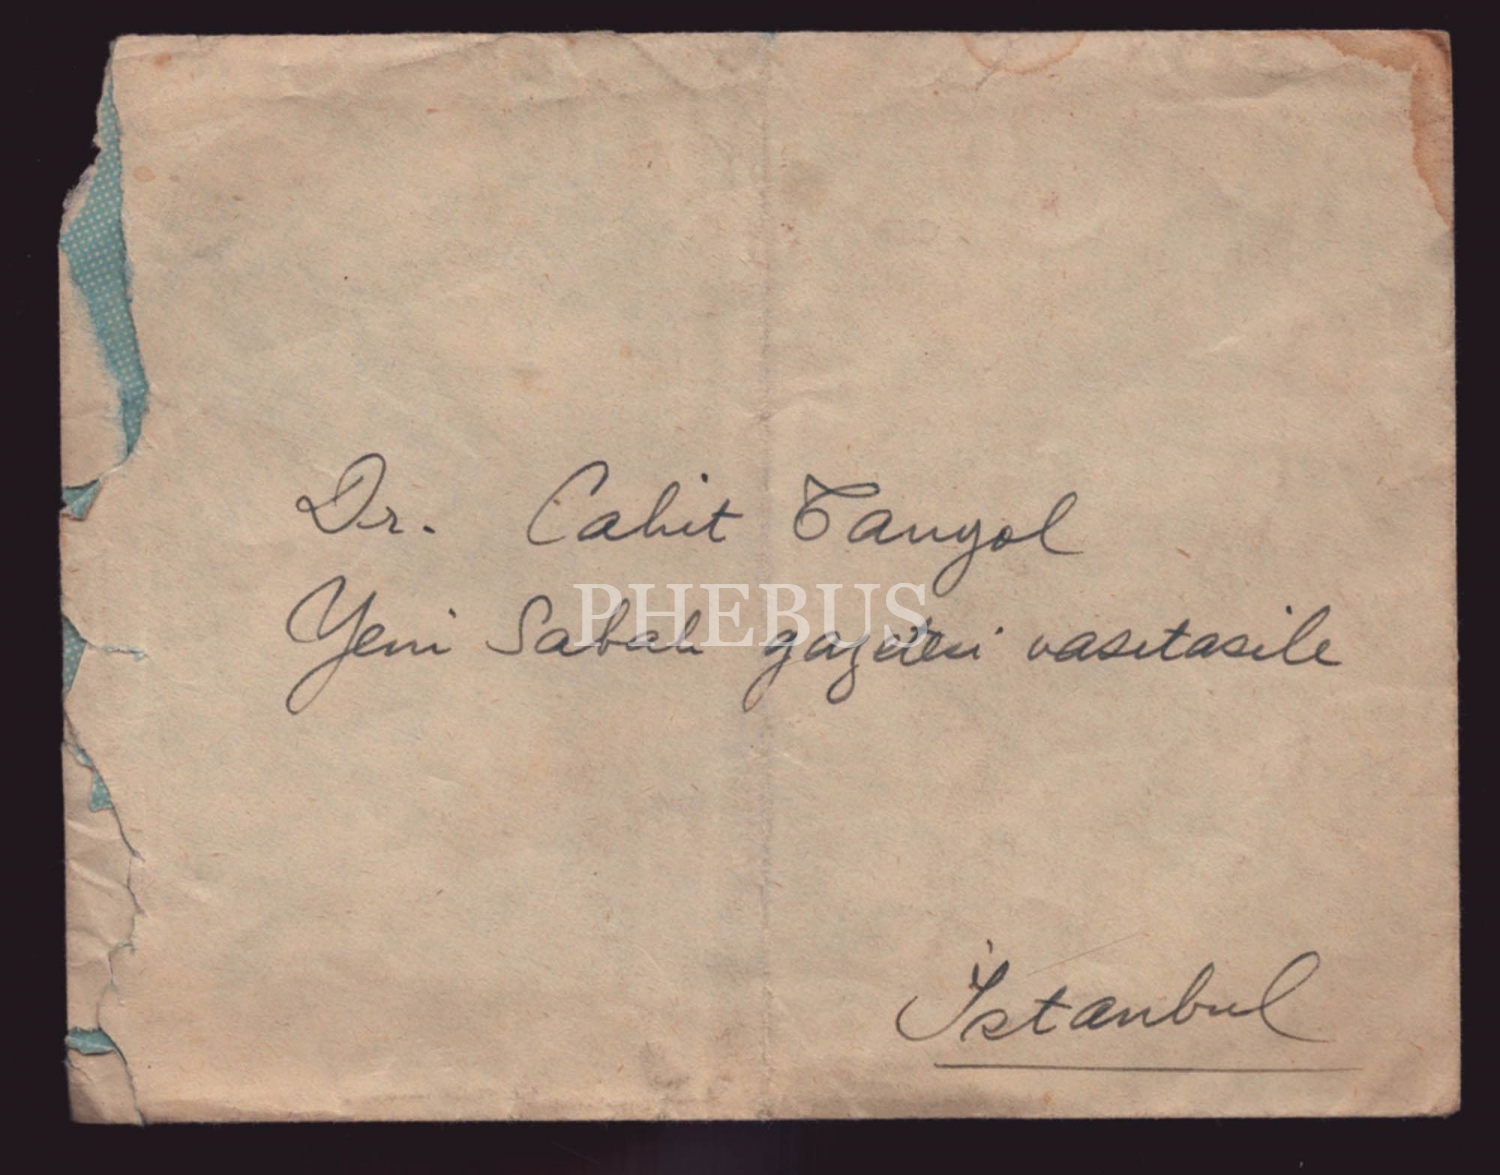 Dr. Cahit Tanyol
Yeni Sabah gazetesi vasıtasile
PHEBUS
İstanbul